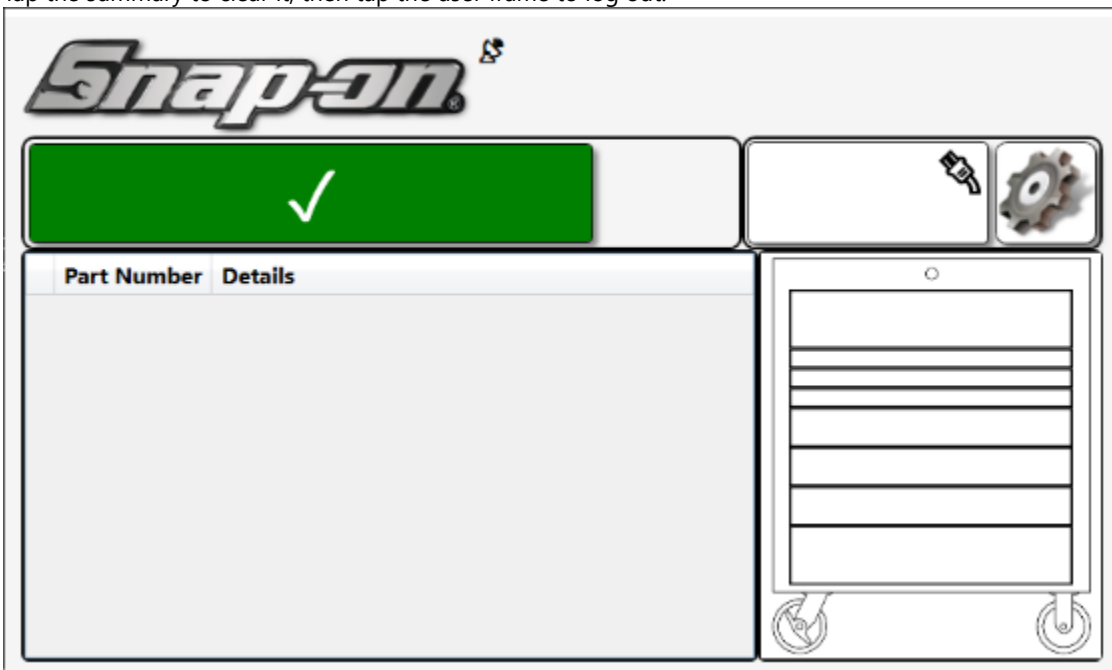 Tap the summary to clear it, then tap the user frame to log out.
Snap-on®
Part Number Details